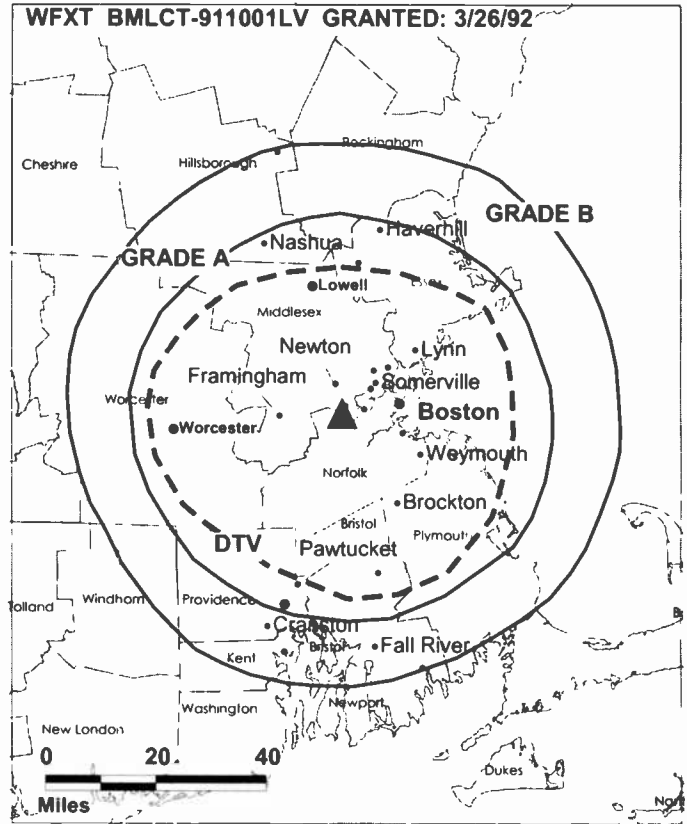 WFXT BMLCT-911001LV GRANTED: 3/26/92
Rockingham
Cheshire
Hillsborough
GRADE B
Haverhill
Nashua
GRADE A
Lowell
Middlesex
Newton
Lynn
Framingham
Somerville
Worcester
Boston
Worcester
Weymouth
Norfolk
Brockton
Bristol
Plymouth
DTV
Pawtucket
Windham
Providence
Tolland
Cranston
Bristol
Fall River
Kent
Washington
Newport
New London
0 20 40
Dukes
Miles